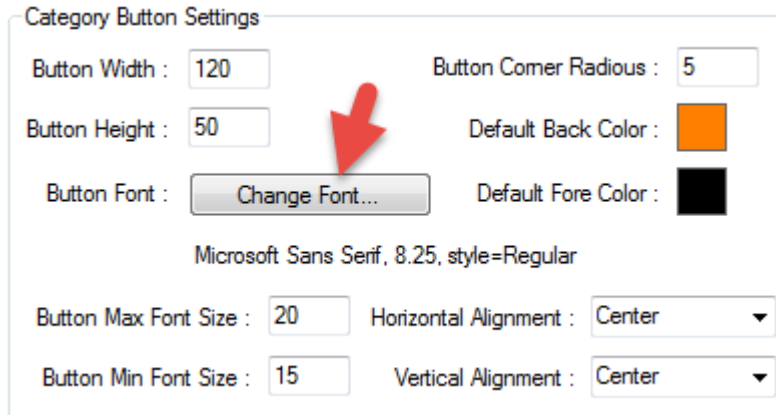 Category Button Settings
Button Width : 120 Button Corner Radious : 5
Button Height : 50 Default Back Color :
Button Font : Change Font... Default Fore Color :
Microsoft Sans Serif, 8.25, style=Regular
Button Max Font Size : 20 Horizontal Alignment : Center
Button Min Font Size : 15 Vertical Alignment : Center